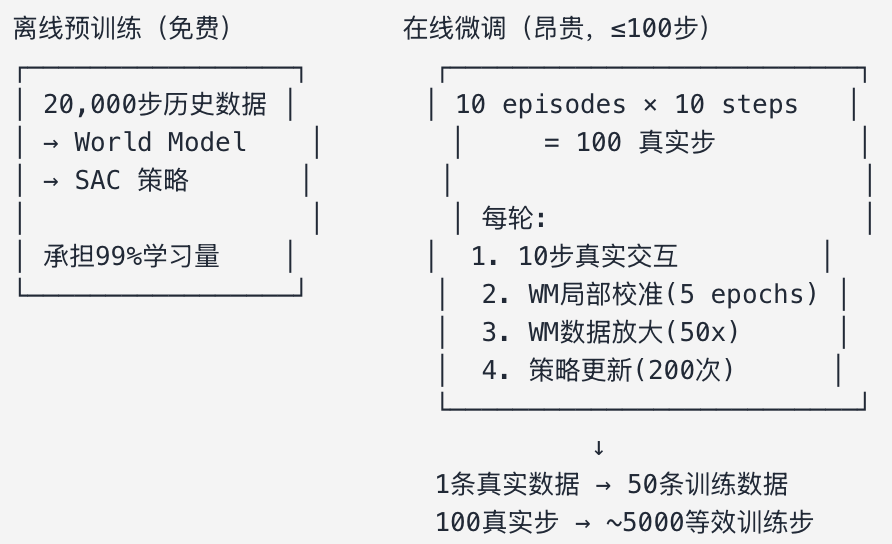 离线预训练（免费）
20,000步历史数据
→ World Model
→ SAC 策略
承担99%学习量
在线微调（昂贵，≤100步）
10 episodes × 10 steps
= 100 真实步
每轮:
1. 10步真实交互
2. WM局部校准(5 epochs)
3. WM数据放大(50x)
4. 策略更新(200次)
↓
1条真实数据 → 50条训练数据
100真实步 → ~5000等效训练步